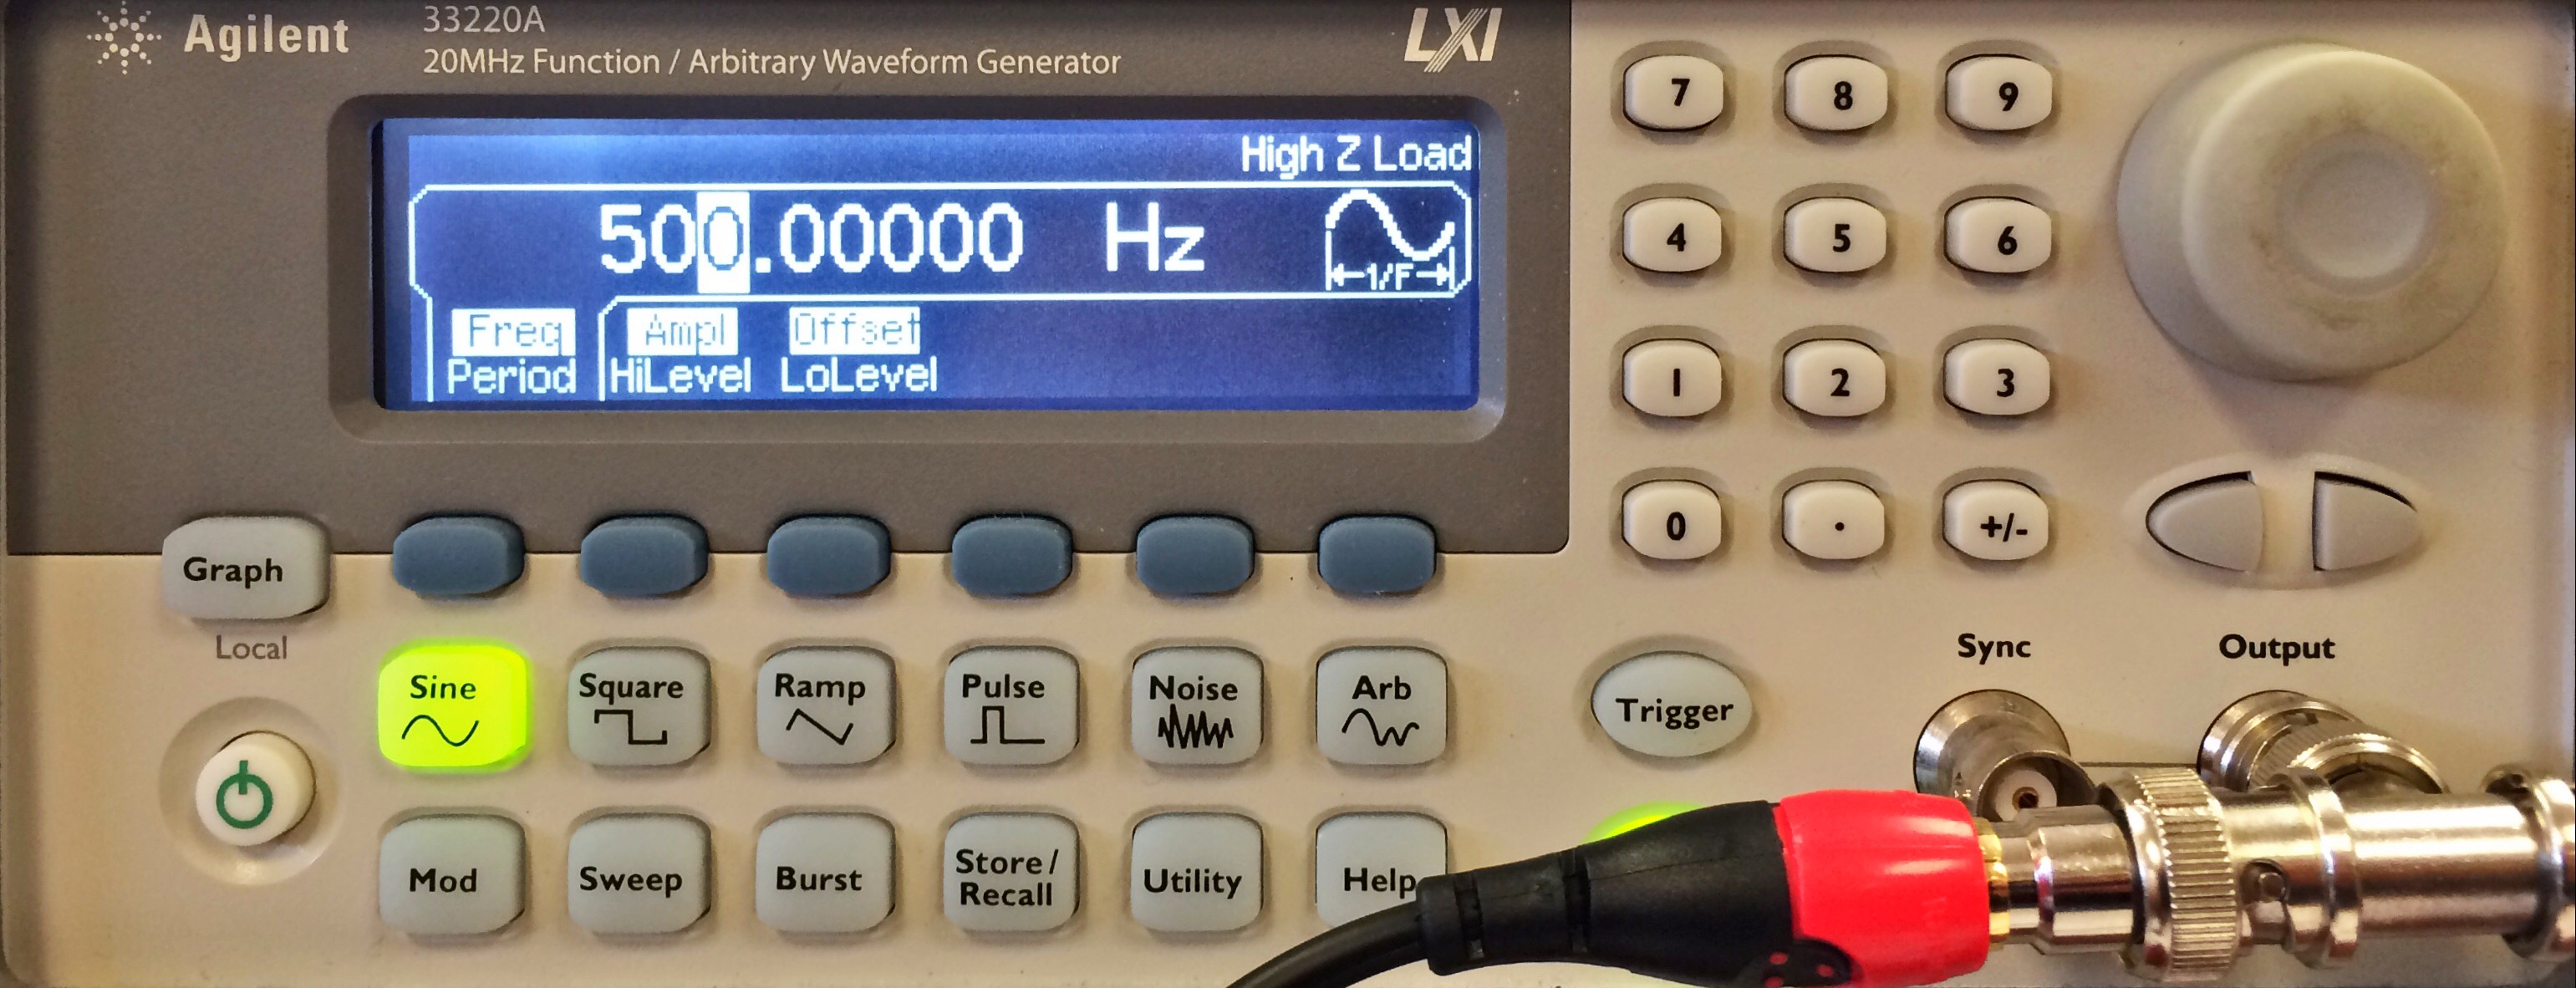 Agilent
33220A
20MHz Function / Arbitrary Waveform Generator
LXI
High Z Load
500.00000 Hz
1/F
Freq Ampl Offset
Period HiLevel LoLevel
7 8 9
4 5 6
1 2 3
0 . +/-
Graph
Local
Sine Square Ramp Pulse Noise Arb
Trigger
Sync Output
Mod Sweep Burst Store/
Recall Utility Help